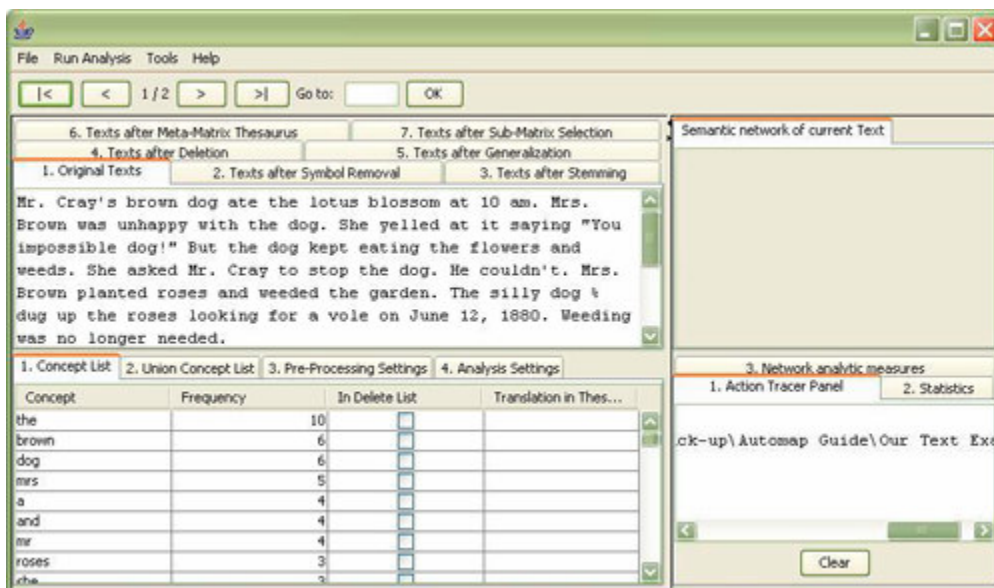 File Run Analysis Tools Help
|< < 1 / 2 > >| Go to: OK
6. Texts after Meta-Matrix Thesaurus 7. Texts after Sub-Matrix Selection
4. Texts after Deletion 5. Texts after Generalization
1. Original Texts 2. Texts after Symbol Removal 3. Texts after Stemming
Mr. Cray's brown dog ate the lotus blossom at 10 am. Mrs.
Brown was unhappy with the dog. She yelled at it saying "You
impossible dog!" But the dog kept eating the flowers and
weeds. She asked Mr. Cray to stop the dog. He couldn't. Mrs.
Brown planted roses and weeded the garden. The silly dog %
dug up the roses looking for a vole on June 12, 1880. Weeding
was no longer needed.
Semantic network of current Text
1. Concept List 2. Union Concept List 3. Pre-Processing Settings 4. Analysis Settings
Concept Frequency In Delete List Translation in Thes...
the 10
brown 6
dog 6
mrs 5
a 4
and 4
mr 4
roses 3
she 3
3. Network analytic measures
1. Action Tracer Panel 2. Statistics
ck-up\Automap Guide\Our Text Exa
Clear